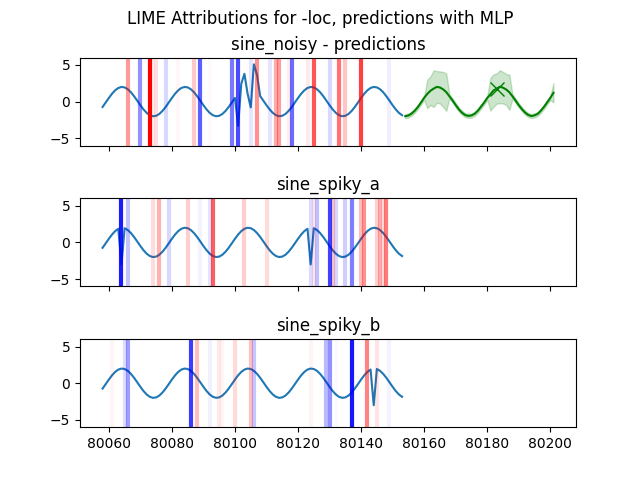 LIME Attributions for -loc, predictions with MLP
sine_noisy - predictions
5
0
−5
sine_spiky_a
5
0
−5
sine_spiky_b
5
0
−5
80060 80080 80100 80120 80140 80160 80180 80200